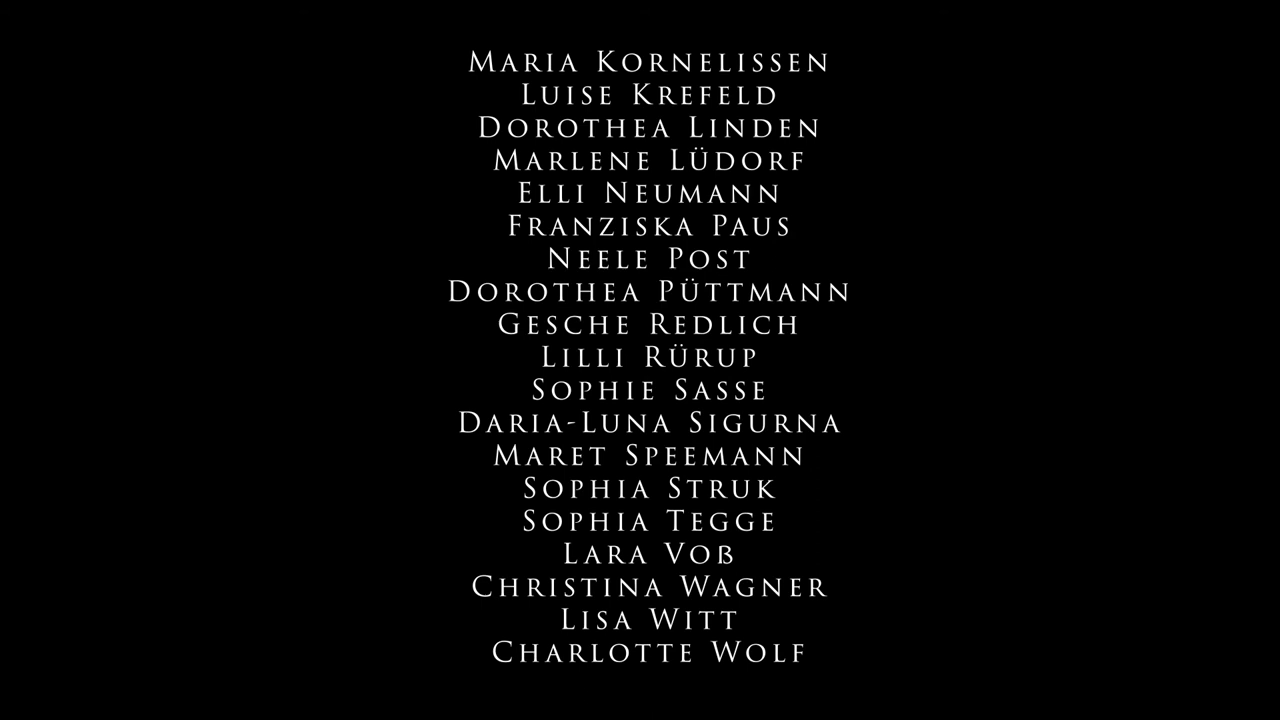 Maria Kornelissen
Luise Krefeld
Dorothea Linden
Marlene Lüdorf
Elli Neumann
Franziska Paus
Neele Post
Dorothea Püttmann
Gesche Redlich
Lilli Rürup
Sophie Sasse
Daria-Luna Sigurna
Maret Speemann
Sophia Struk
Sophia Tegge
Lara Voß
Christina Wagner
Lisa Witt
Charlotte Wolf